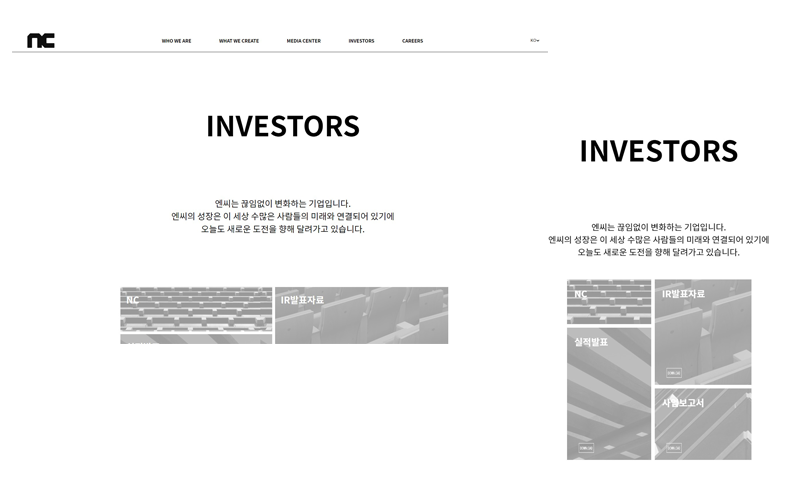 nc
WHO WE ARE
WHAT WE CREATE
MEDIA CENTER
INVESTORS
CAREERS
KO
INVESTORS
엔씨는 끊임없이 변화하는 기업입니다.
엔씨의 성장은 이 세상 수많은 사람들의 미래와 연결되어 있기에
오늘도 새로운 도전을 향해 달려가고 있습니다.
NC
IR발표자료
INVESTORS
엔씨는 끊임없이 변화하는 기업입니다.
엔씨의 성장은 이 세상 수많은 사람들의 미래와 연결되어 있기에
오늘도 새로운 도전을 향해 달려가고 있습니다.
NC
IR발표자료
실적발표